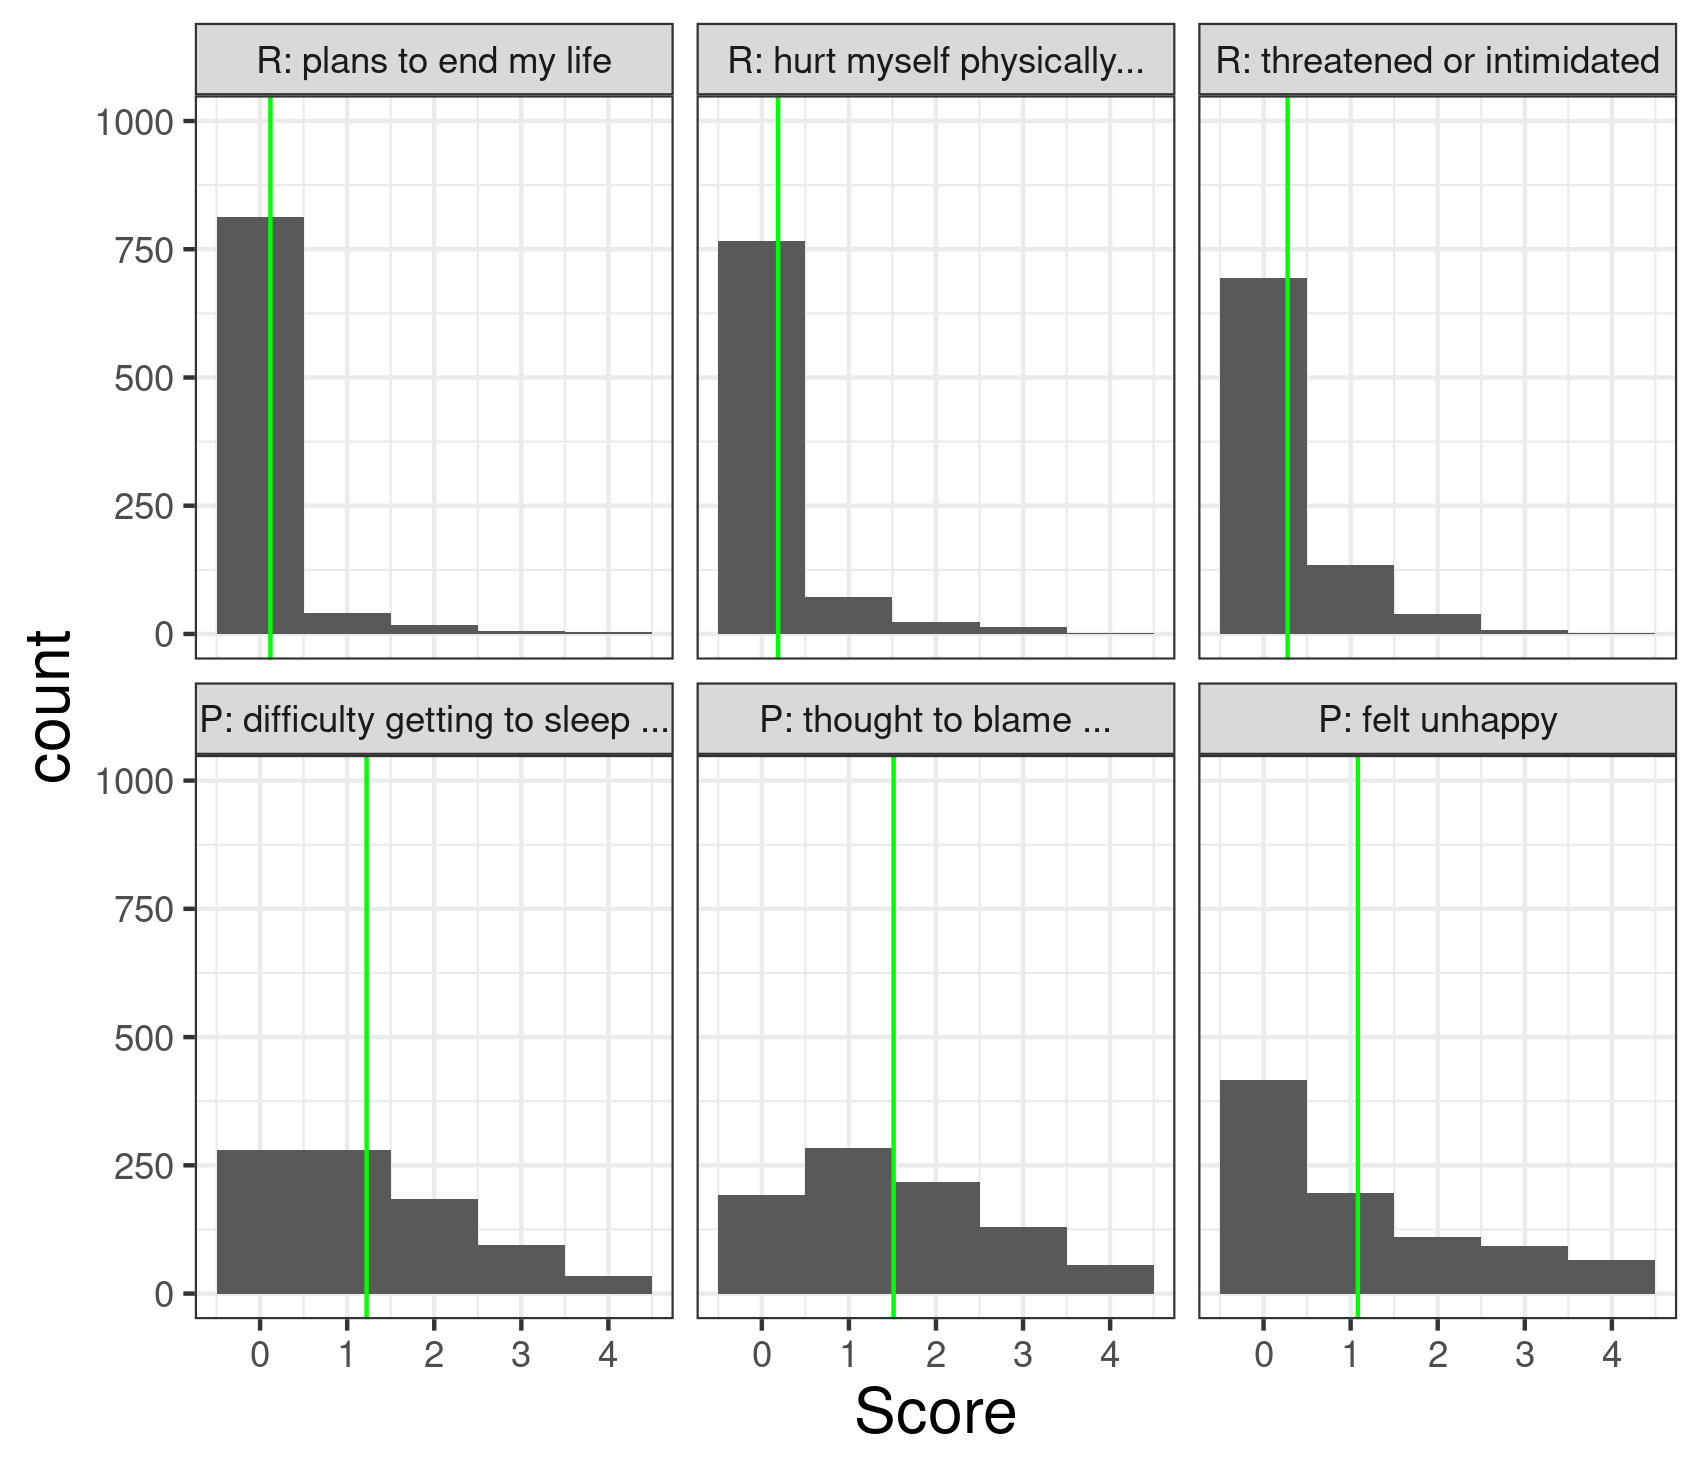 R: plans to end my life
R: hurt myself physically...
R: threatened or intimidated
1000
750
500
250
0
P: difficulty getting to sleep ...
P: thought to blame ...
P: felt unhappy
1000
750
500
250
0
count
0 1 2 3 4
0 1 2 3 4
0 1 2 3 4
Score